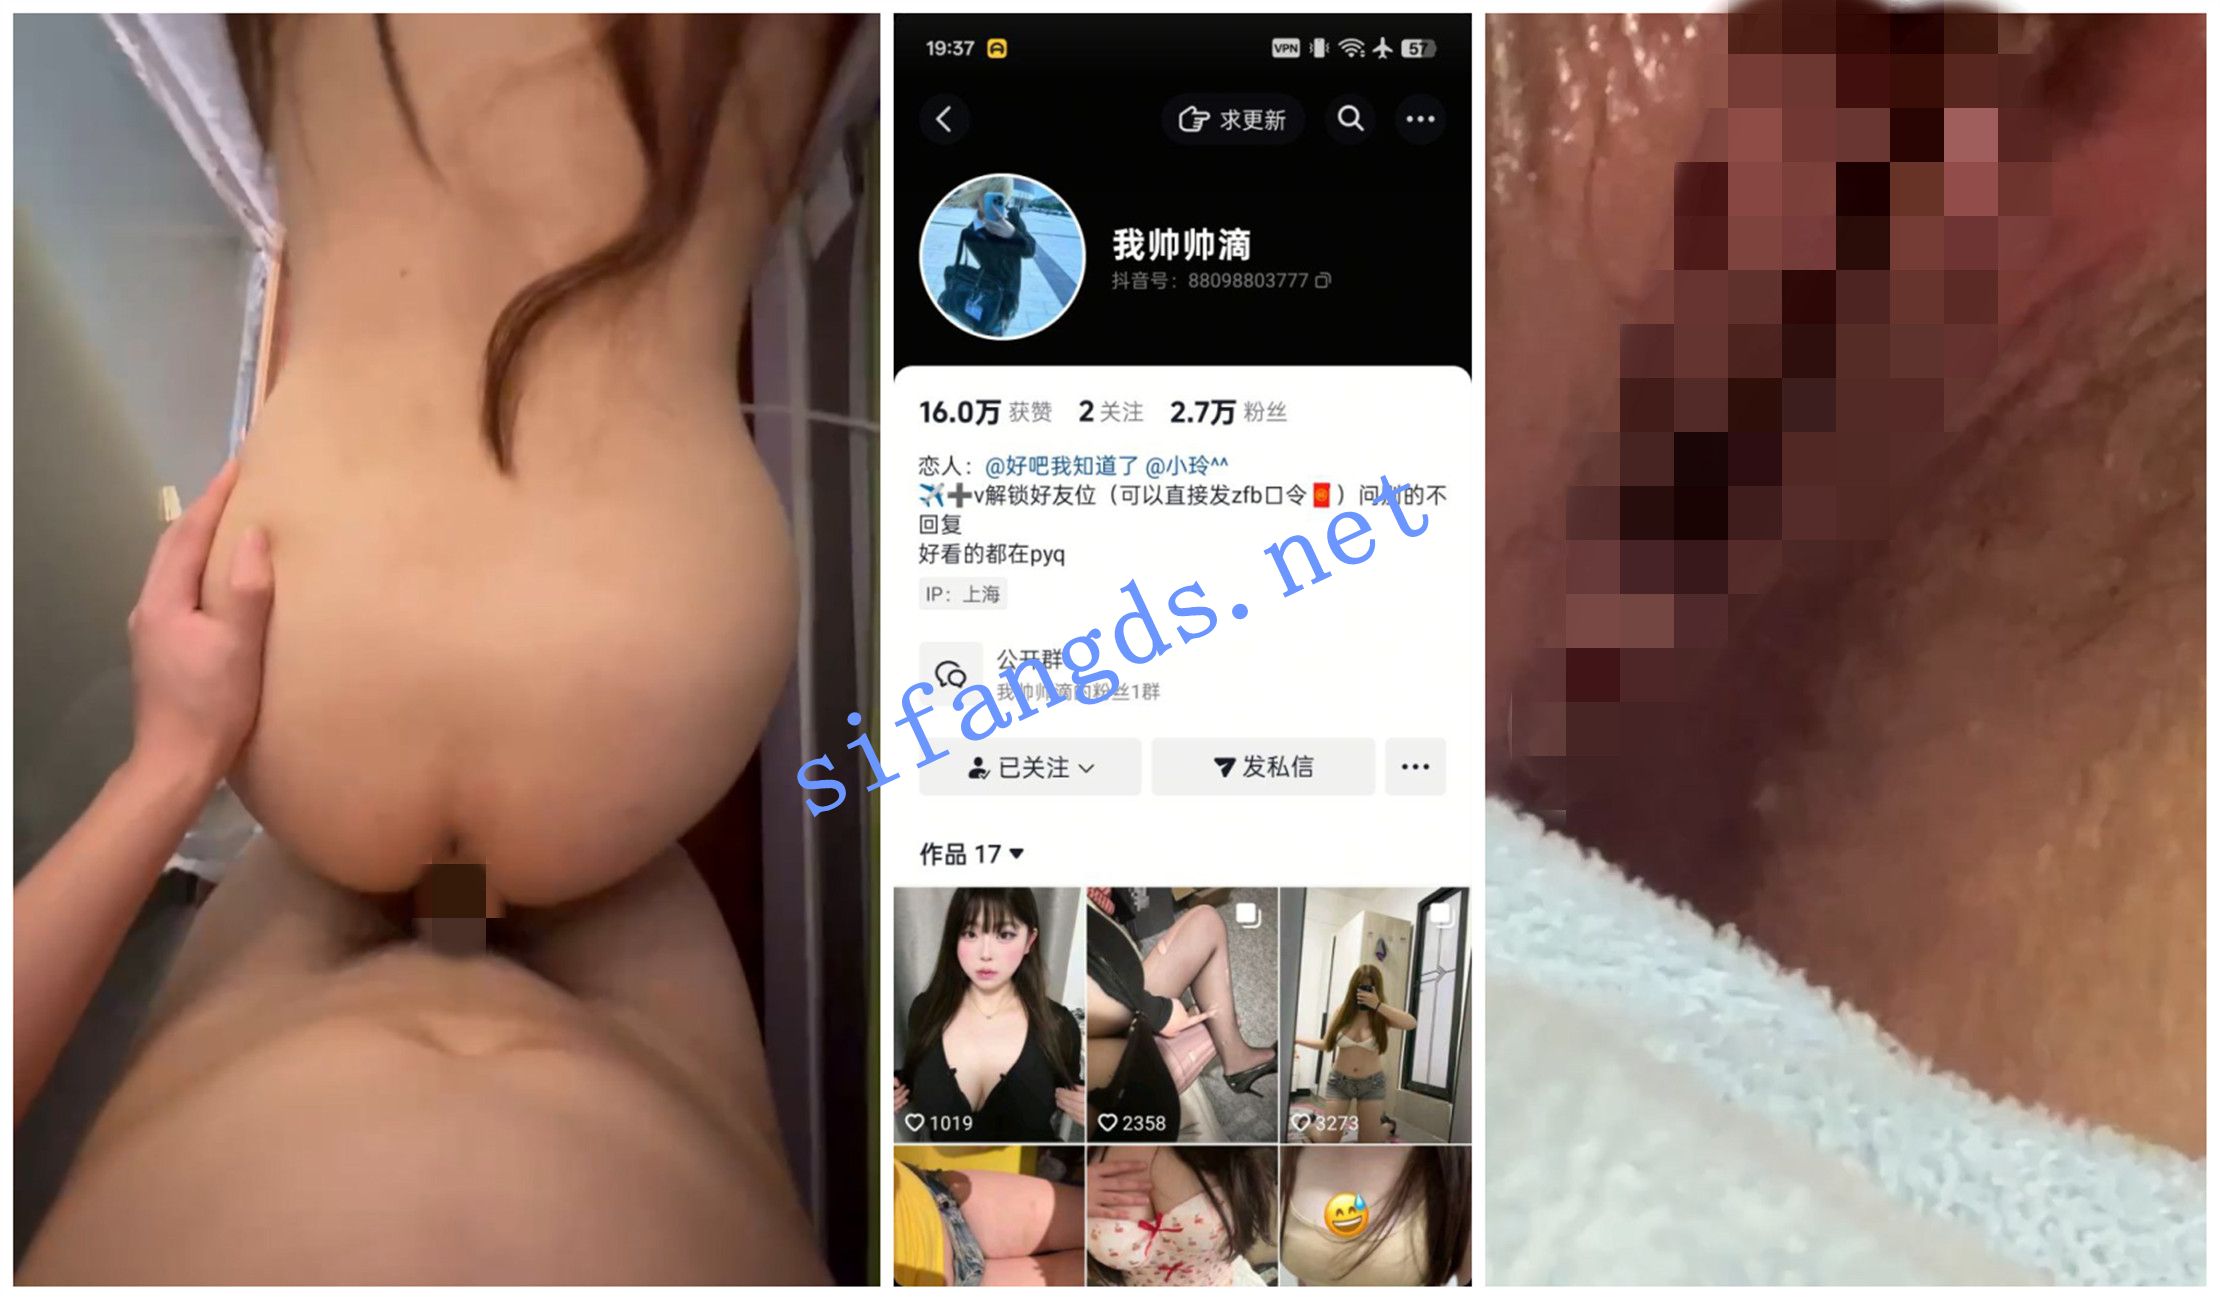 19:37
VPN
57
求更新
我帅帅滴
抖音号：88098803777
16.0万 获赞 2 关注 2.7万 粉丝
恋人：@好吧我知道了 @小玲^^
v解锁好友位（可以直接发zfb口令）问别的不
回复
好看的都在pyq
IP：上海
公开群
我帅帅滴的粉丝1群
sifangds.net
已关注 发私信
作品 17
1019 2358 3273